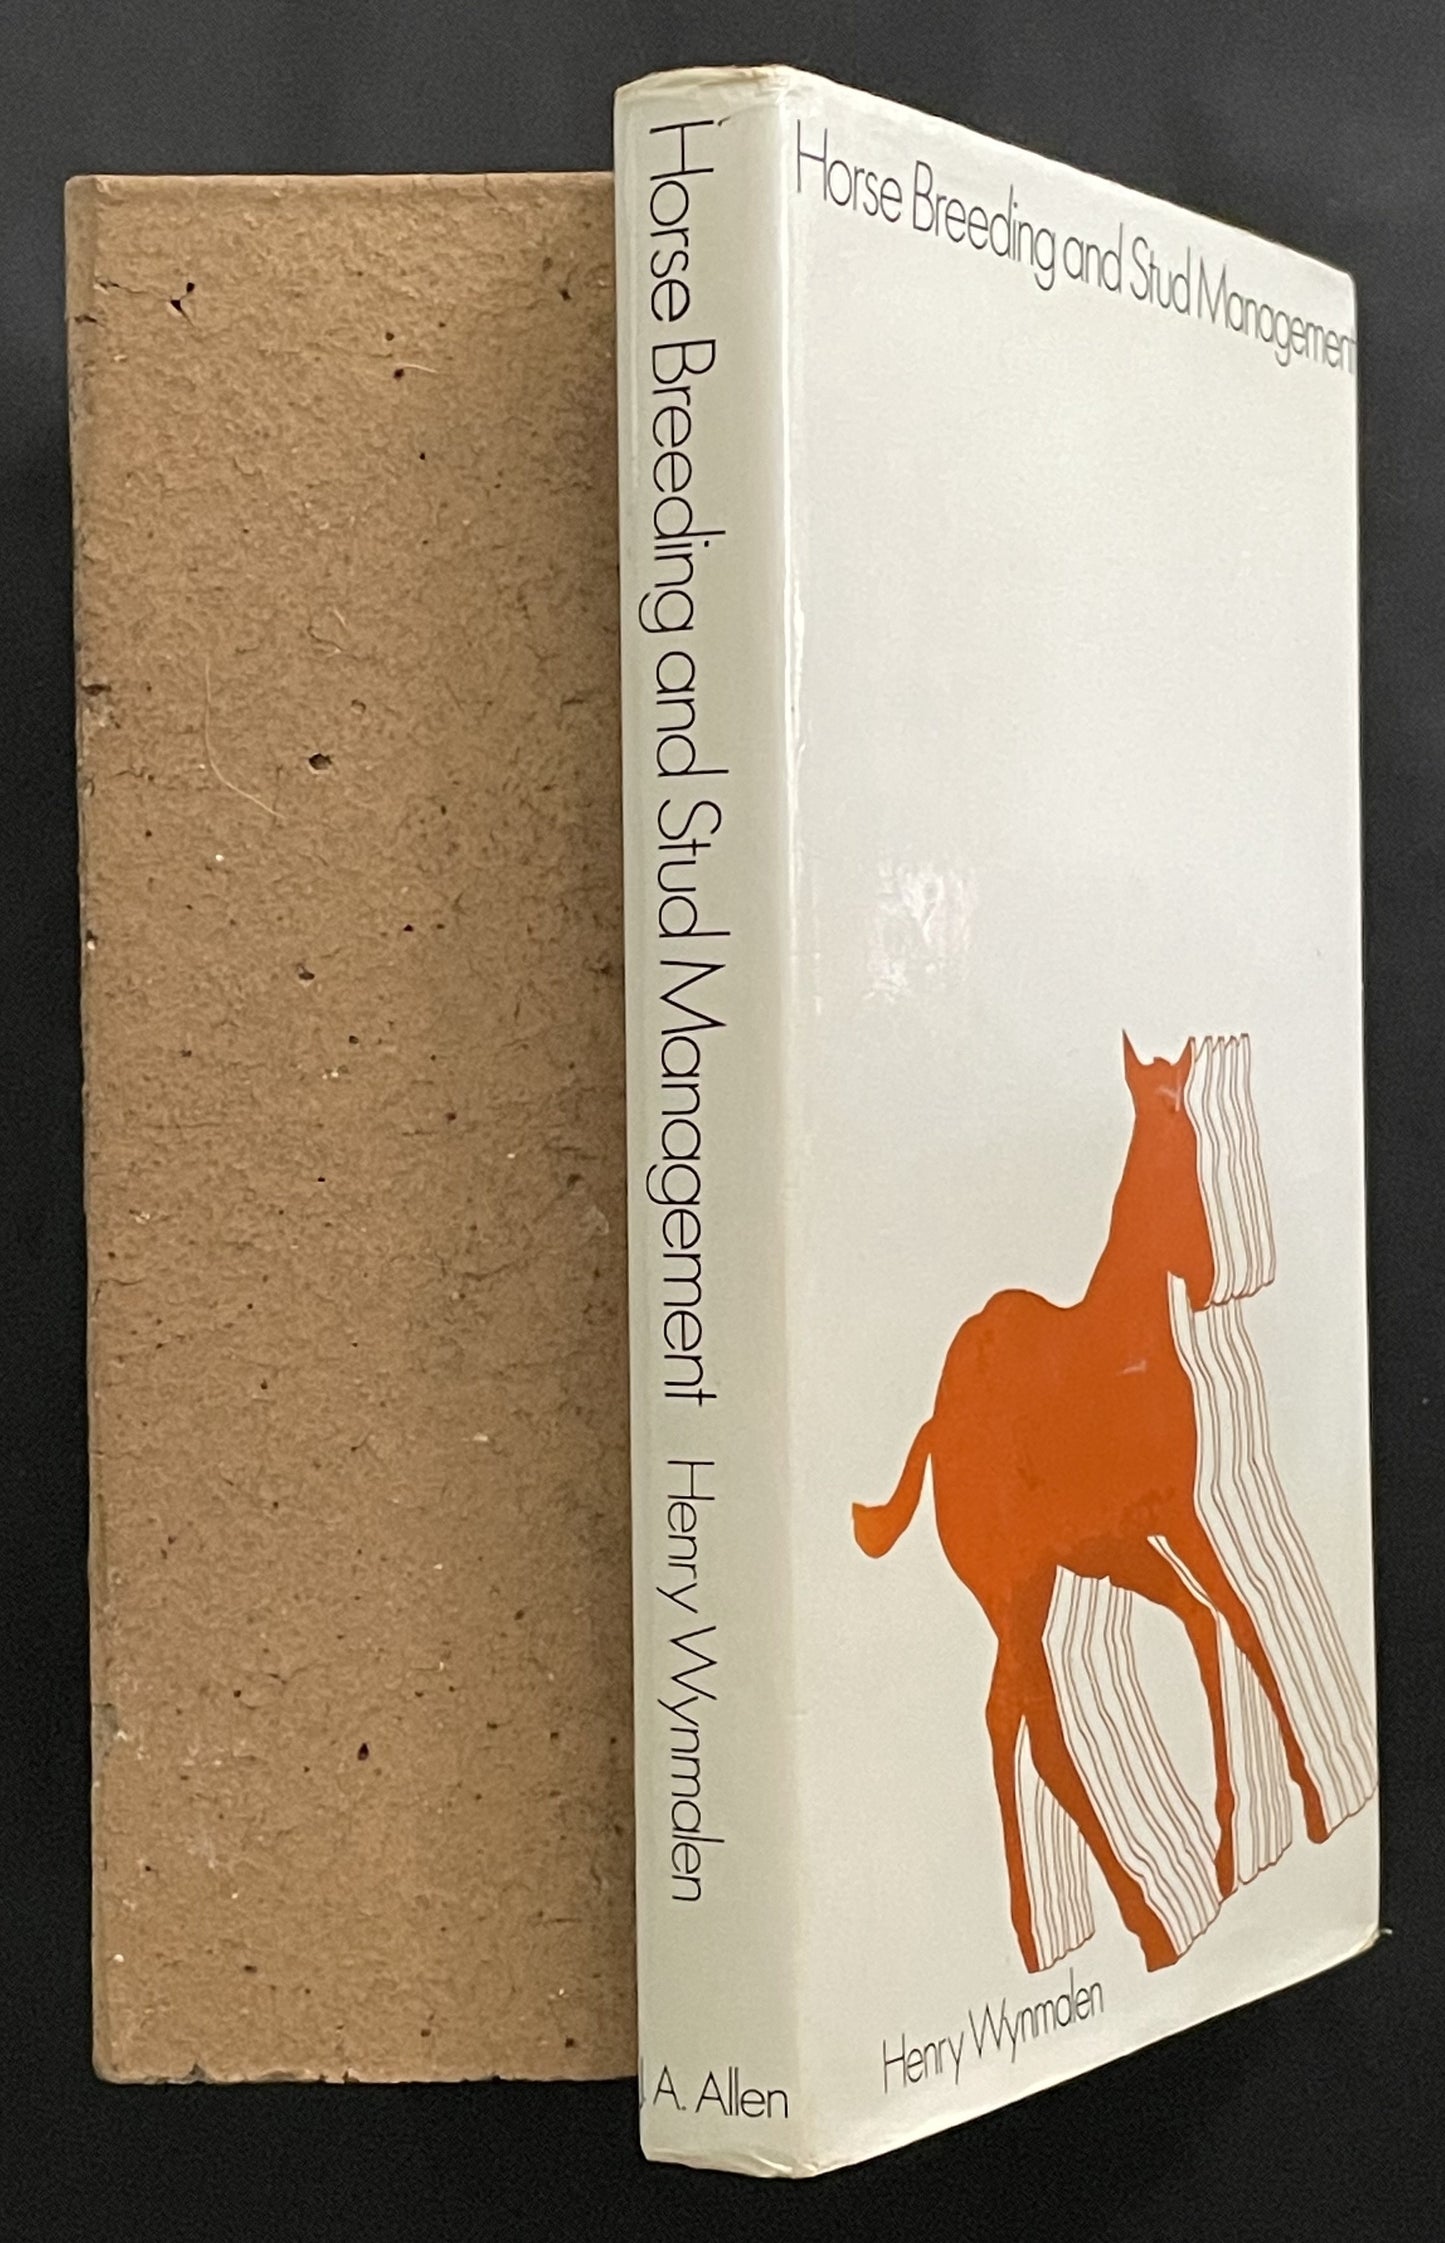 Horse Breeding and Stud Management Henry Wynmalen
J A. Allen
Horse Breeding and Stud Management
Henry Wynmalen